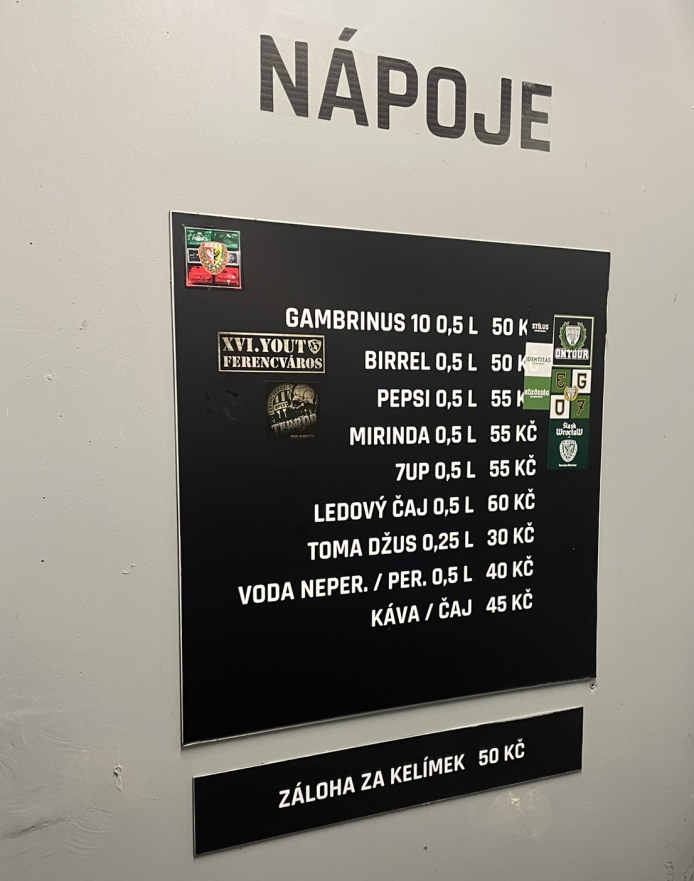 NÁPOJE
GAMBRINUS 10 0,5 L 50 K
STÍLUS
ONTOUR
XVI.YOUT
FERENCVÁROS
BIRREL 0,5 L 50 KČ
IDENTITÁS
PEPSI 0,5 L 55 K
KÖZÖSSÉG
E G
U 7
TERROR
MIRINDA 0,5 L 55 KČ
Śląsk
Wrocław
7UP 0,5 L 55 KČ
LEDOVÝ ČAJ 0,5 L 60 KČ
TOMA DŽUS 0,25 L 30 KČ
VODA NEPER. / PER. 0,5 L 40 KČ
KÁVA / ČAJ 45 KČ
ZÁLOHA ZA KELÍMEK 50 KČ